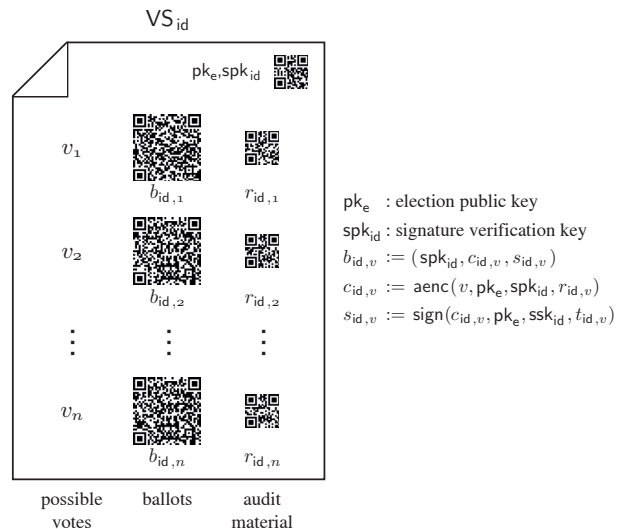 VS_id
pk_e,spk_id
v_1
b_id,1 r_id,1
v_2
b_id,2 r_id,2
⋮ ⋮ ⋮
v_n
b_id,n r_id,n
possible votes ballots audit material
pk_e : election public key
spk_id : signature verification key
b_id,v := (spk_id, c_id,v, s_id,v)
c_id,v := aenc(v, pk_e, spk_id, r_id,v)
s_id,v := sign(c_id,v, pk_e, ssk_id, t_id,v)